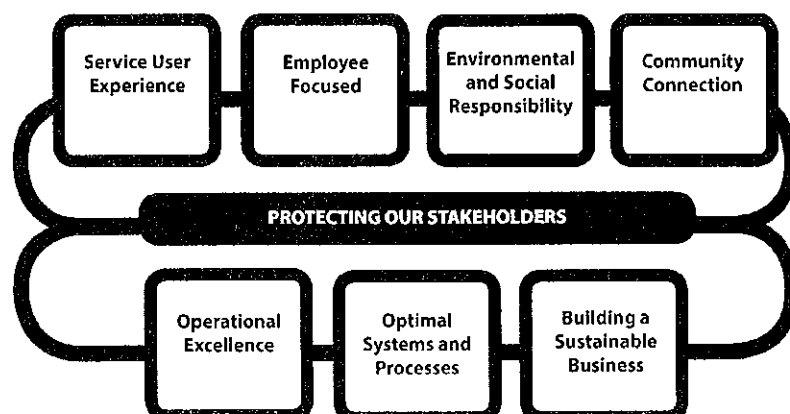 Service User
Experience
Employee
Focused
Environmental
and Social
Responsibility
Community
Connection
PROTECTING OUR STAKEHOLDERS
Operational
Excellence
Optimal
Systems and
Processes
Building a
Sustainable
Business